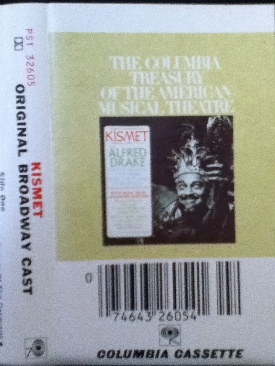 PST 32605
KISMET
ORIGINAL BROADWAY CAST
Side One
THE COLUMBIA
TREASURY
OF THE AMERICAN
MUSICAL THEATRE
KISMET
ALFRED
DRAKE
0 74643 26054
COLUMBIA CASSETTE